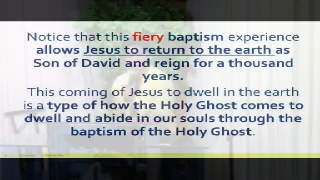 Notice that this fiery baptism experience
allows Jesus to return to the earth as
Son of David and reign for a thousand
years.
This coming of Jesus to dwell in the earth
is a type of how the Holy Ghost comes to
dwell and abide in our souls through the
baptism of the Holy Ghost.